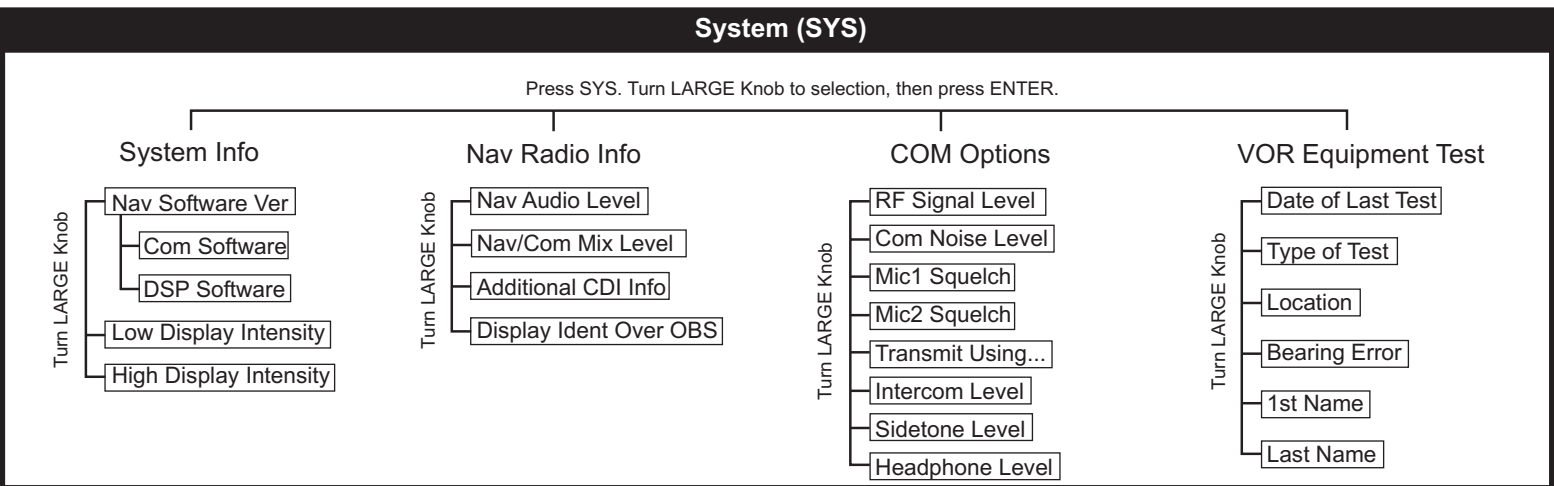 System (SYS)
Press SYS. Turn LARGE Knob to selection, then press ENTER.
System Info
Turn LARGE Knob
Nav Software Ver
Com Software
DSP Software
Low Display Intensity
High Display Intensity
Nav Radio Info
Turn LARGE Knob
Nav Audio Level
Nav/Com Mix Level
Additional CDI Info
Display Ident Over OBS
COM Options
Turn LARGE Knob
RF Signal Level
Com Noise Level
Mic1 Squelch
Mic2 Squelch
Transmit Using...
Intercom Level
Sidetone Level
Headphone Level
VOR Equipment Test
Turn LARGE Knob
Date of Last Test
Type of Test
Location
Bearing Error
1st Name
Last Name